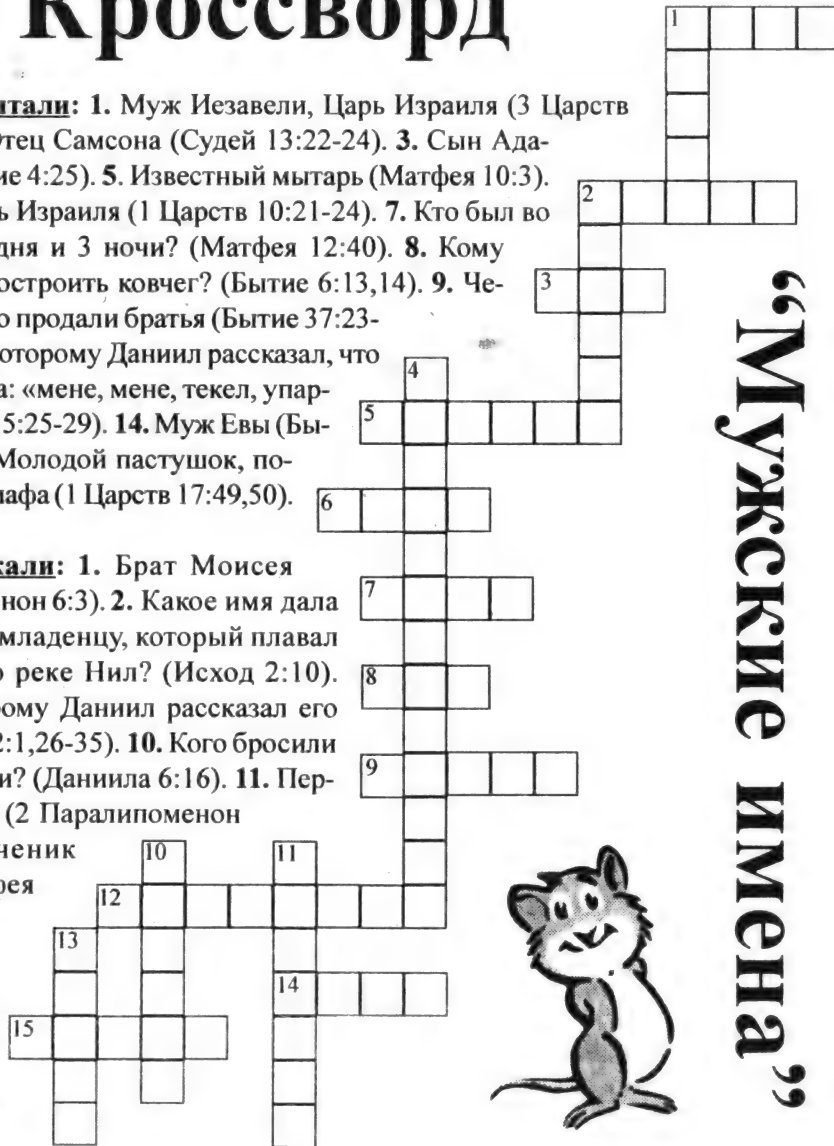 Кроссворд
итали: 1. Муж Иезавели, Царь Израиля (3 Царств
Отец Самсона (Судей 13:22-24). 3. Сын Ада-
ие 4:25). 5. Известный мытарь (Матфея 10:3).
ь Израиля (1 Царств 10:21-24). 7. Кто был во
дня и 3 ночи? (Матфея 12:40). 8. Кому
остроить ковчег? (Бытие 6:13,14). 9. Че-
о продали братья (Бытие 37:23-
оторому Даниил рассказал, что
а: «мене, мене, текел, упар-
5:25-29). 14. Муж Евы (Бы-
Молодой пастушок, по-
иафа (1 Царств 17:49,50).
кали: 1. Брат Моисея
нон 6:3). 2. Какое имя дала
младенцу, который плавал
о реке Нил? (Исход 2:10).
рому Даниил рассказал его
2:1,26-35). 10. Кого бросили
и? (Даниила 6:16). 11. Пер-
(2 Паралипоменон
ченик
рея
1
2
3
4
5
6
7
8
9
10
11
12
13
14
15
“Мужские имена”